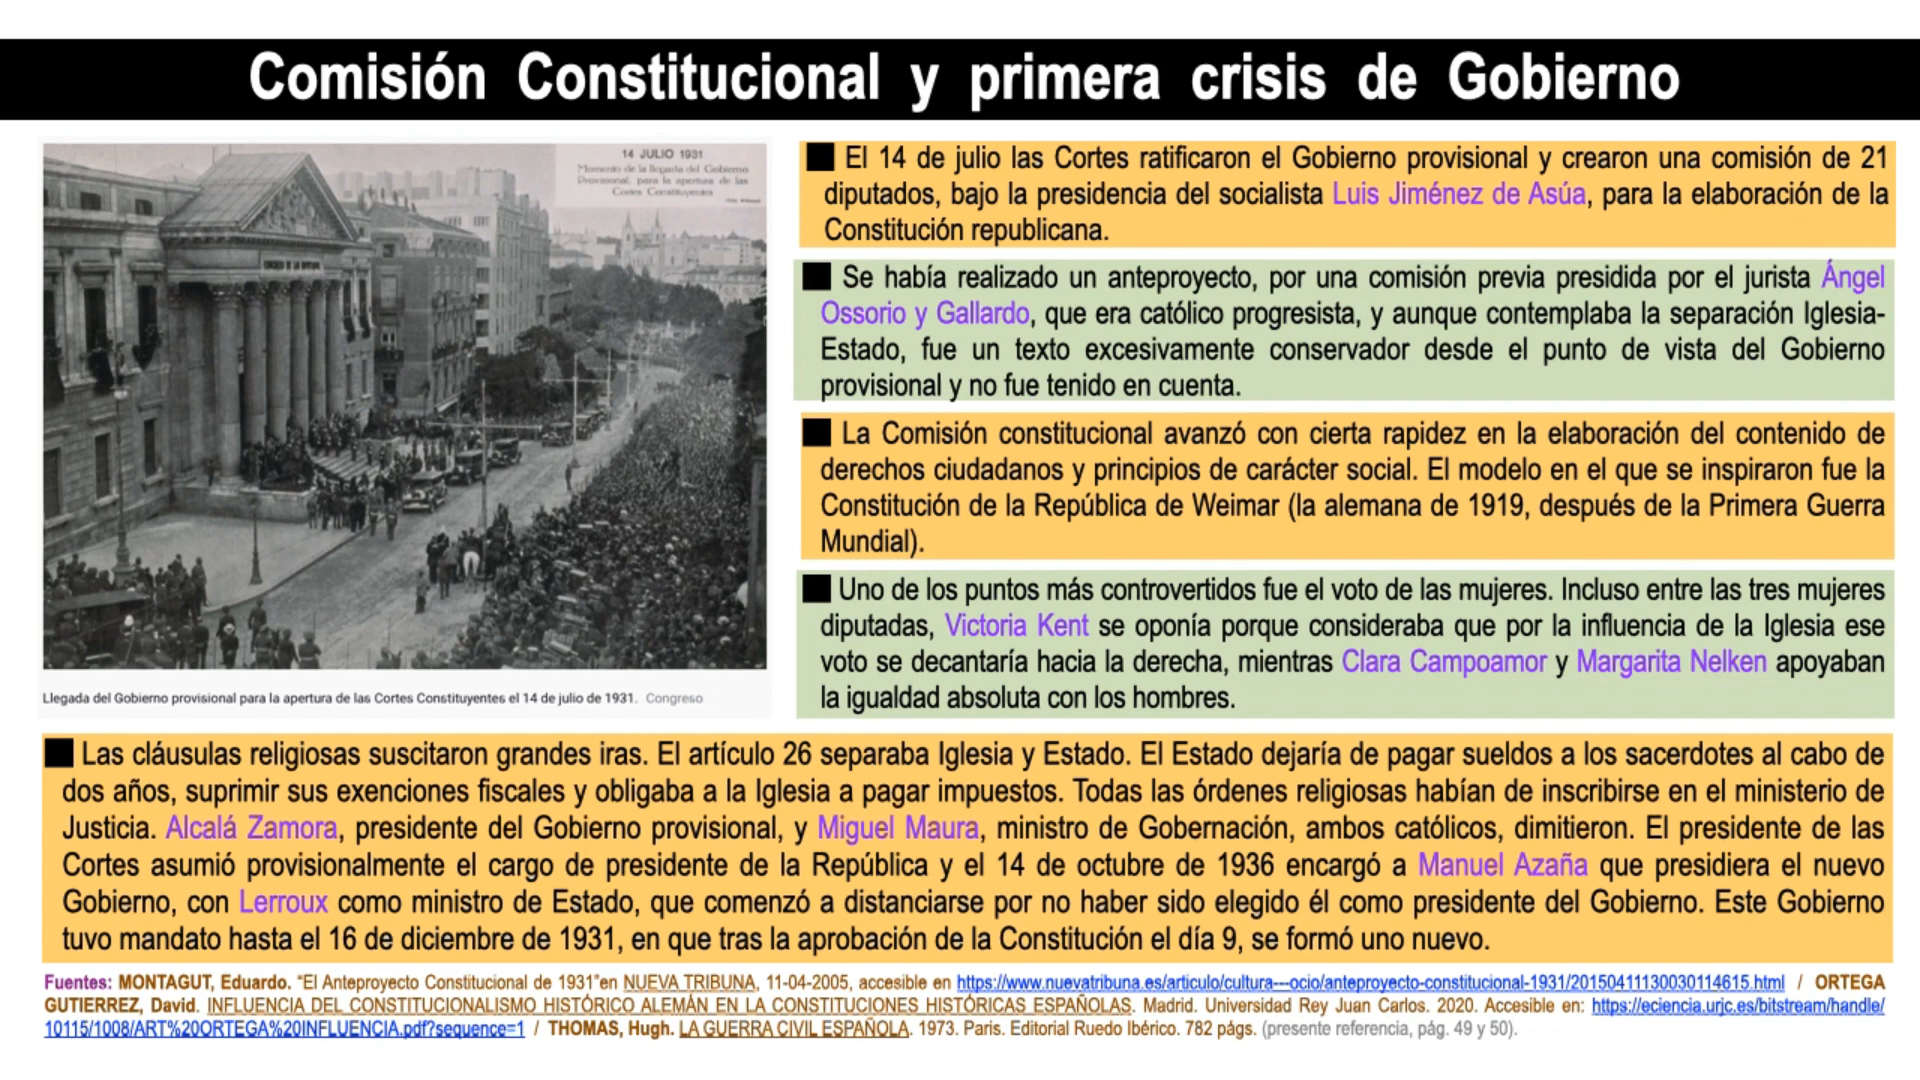 Comisión Constitucional y primera crisis de Gobierno
14 JULIO 1931
Momento de la llegada del Gobierno
Provisional, para la apertura de las
Cortes Constituyentes
Llegada del Gobierno provisional para la apertura de las Cortes Constituyentes el 14 de julio de 1931. Congreso
El 14 de julio las Cortes ratificaron el Gobierno provisional y crearon una comisión de 21
diputados, bajo la presidencia del socialista Luis Jiménez de Asúa, para la elaboración de la
Constitución republicana.
Se había realizado un anteproyecto, por una comisión previa presidida por el jurista Ángel
Ossorio y Gallardo, que era católico progresista, y aunque contemplaba la separación Iglesia-
Estado, fue un texto excesivamente conservador desde el punto de vista del Gobierno
provisional y no fue tenido en cuenta.
La Comisión constitucional avanzó con cierta rapidez en la elaboración del contenido de
derechos ciudadanos y principios de carácter social. El modelo en el que se inspiraron fue la
Constitución de la República de Weimar (la alemana de 1919, después de la Primera Guerra
Mundial).
Uno de los puntos más controvertidos fue el voto de las mujeres. Incluso entre las tres mujeres
diputadas, Victoria Kent se oponía porque consideraba que por la influencia de la Iglesia ese
voto se decantaría hacia la derecha, mientras Clara Campoamor y Margarita Nelken apoyaban
la igualdad absoluta con los hombres.
Las cláusulas religiosas suscitaron grandes iras. El artículo 26 separaba Iglesia y Estado. El Estado dejaría de pagar sueldos a los sacerdotes al cabo de
dos años, suprimir sus exenciones fiscales y obligaba a la Iglesia a pagar impuestos. Todas las órdenes religiosas habían de inscribirse en el ministerio de
Justicia. Alcalá Zamora, presidente del Gobierno provisional, y Miguel Maura, ministro de Gobernación, ambos católicos, dimitieron. El presidente de las
Cortes asumió provisionalmente el cargo de presidente de la República y el 14 de octubre de 1936 encargó a Manuel Azaña que presidiera el nuevo
Gobierno, con Lerroux como ministro de Estado, que comenzó a distanciarse por no haber sido elegido él como presidente del Gobierno. Este Gobierno
tuvo mandato hasta el 16 de diciembre de 1931, en que tras la aprobación de la Constitución el día 9, se formó uno nuevo.
Fuentes: MONTAGUT, Eduardo. “El Anteproyecto Constitucional de 1931”en NUEVA TRIBUNA, 11-04-2005, accesible en https://www.nuevatribuna.es/articulo/cultura---ocio/anteproyecto-constitucional-1931/20150411130030114615.html / ORTEGA
GUTIERREZ, David. INFLUENCIA DEL CONSTITUCIONALISMO HISTÓRICO ALEMÁN EN LA CONSTITUCIONES HISTÓRICAS ESPAÑOLAS. Madrid. Universidad Rey Juan Carlos. 2020. Accesible en: https://eciencia.urjc.es/bitstream/handle/
10115/1008/ART%20ORTEGA%20INFLUENCIA.pdf?sequence=1 / THOMAS, Hugh. LA GUERRA CIVIL ESPAÑOLA. 1973. Paris. Editorial Ruedo Ibérico. 782 págs. (presente referencia, pág. 49 y 50).